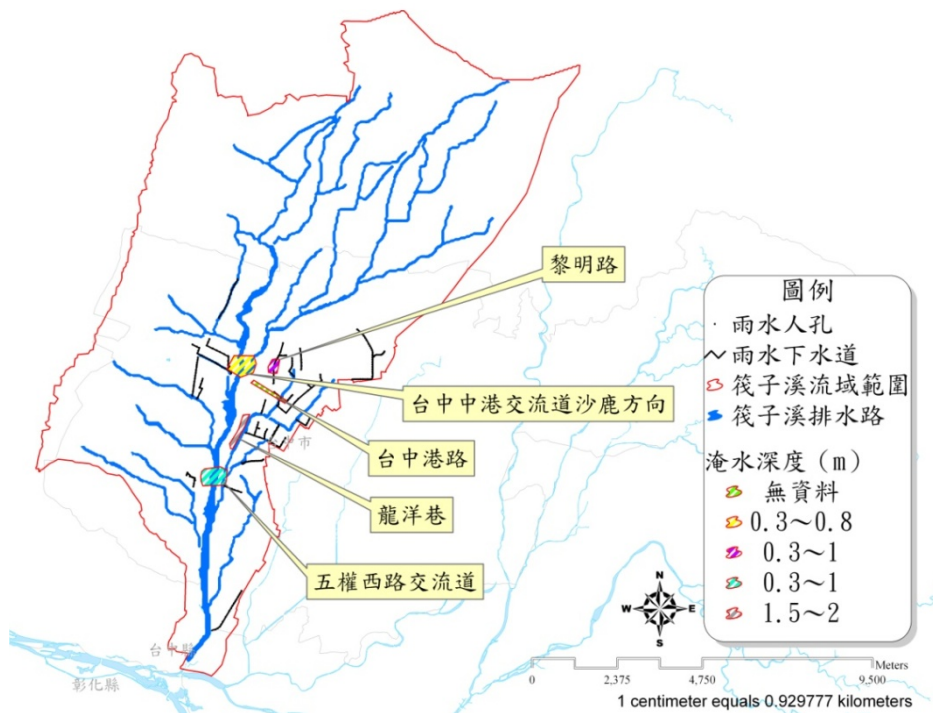 黎明路
台中中港交流道沙鹿方向
台中港路
台中市
龍洋巷
五權西路交流道
台中縣
彰化縣
圖例
雨水人孔
雨水下水道
筏子溪流域範圍
筏子溪排水路
淹水深度（m）
無資料
0.3～0.8
0.3～1
0.3～1
1.5～2
N
W E
S
Meters
0 2,375 4,750 9,500
1 centimeter equals 0.929777 kilometers